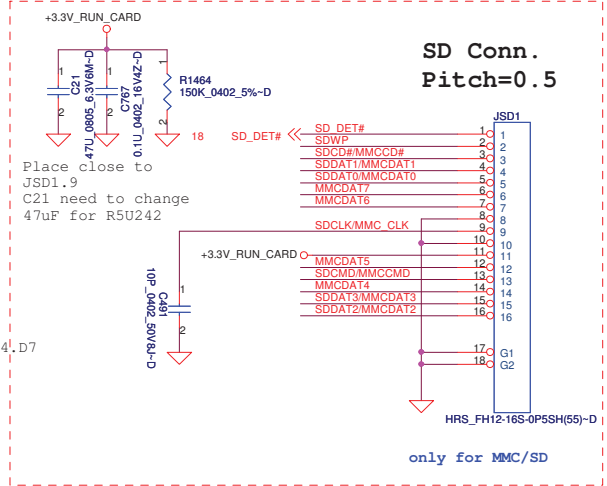 +3.3V_RUN_CARD
SD Conn.
Pitch=0.5
1
C21
2
47U_0805_6.3V6M~D
1
C767
2
0.1U_0402_16V4Z~D
1
R1464
150K_0402_5%~D
2
18
SD_DET#
Place close to
JSD1.9
C21 need to change
47uF for R5U242
JSD1
SD_DET# 1 1
SDWP 2 2
SDCD#/MMCCD# 3 3
SDDAT1/MMCDAT1 4 4
SDDAT0/MMCDAT0 5 5
MMCDAT7 6 6
MMCDAT6 7 7
8 8
SDCLK/MMC_CLK 9 9
10 10
+3.3V_RUN_CARD 11 11
MMCDAT5 12 12
SDCMD/MMCCMD 13 13
MMCDAT4 14 14
SDDAT3/MMCDAT3 15 15
SDDAT2/MMCDAT2 16 16
17 G1
18 G2
1
C491
2
10P_0402_50V8J~D
4.D7
HRS_FH12-16S-0P5SH(55)~D
only for MMC/SD